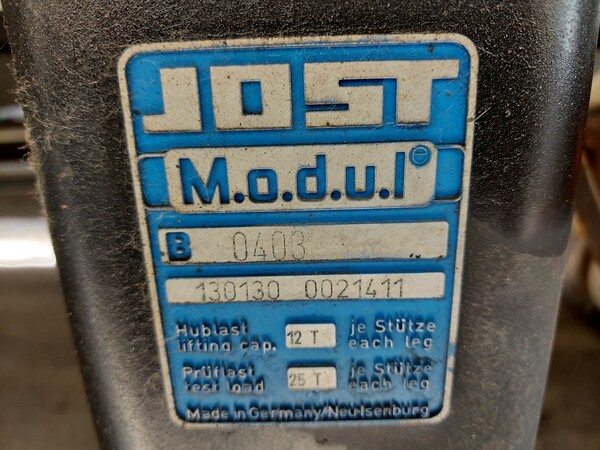 JOST
M.o.d.u.l e
B 0403
130130 0021411
Hublast 12 T je Stütze
lifting cap. each leg
Prüflast 25 T je Stütze
test load each leg
Made in Germany/Neu-Isenburg